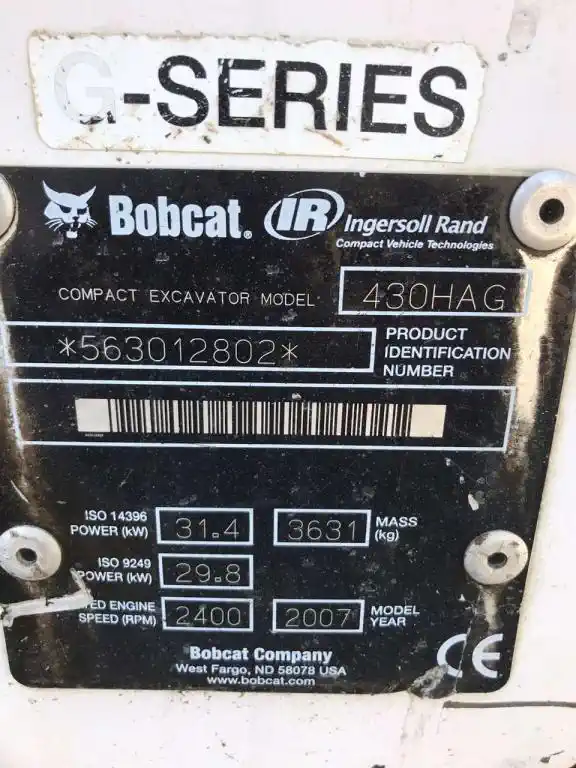 G-SERIES
Bobcat. IR Ingersoll Rand
Compact Vehicle Technologies
COMPACT EXCAVATOR MODEL 430HAG
*563012802* PRODUCT IDENTIFICATION NUMBER
ISO 14396 POWER (kW) 31.4 3631 MASS (kg)
ISO 9249 POWER (kW) 29.8
ENGINE SPEED (RPM) 2400 2007 MODEL YEAR
Bobcat Company
West Fargo, ND 58078 USA
www.bobcat.com
CE